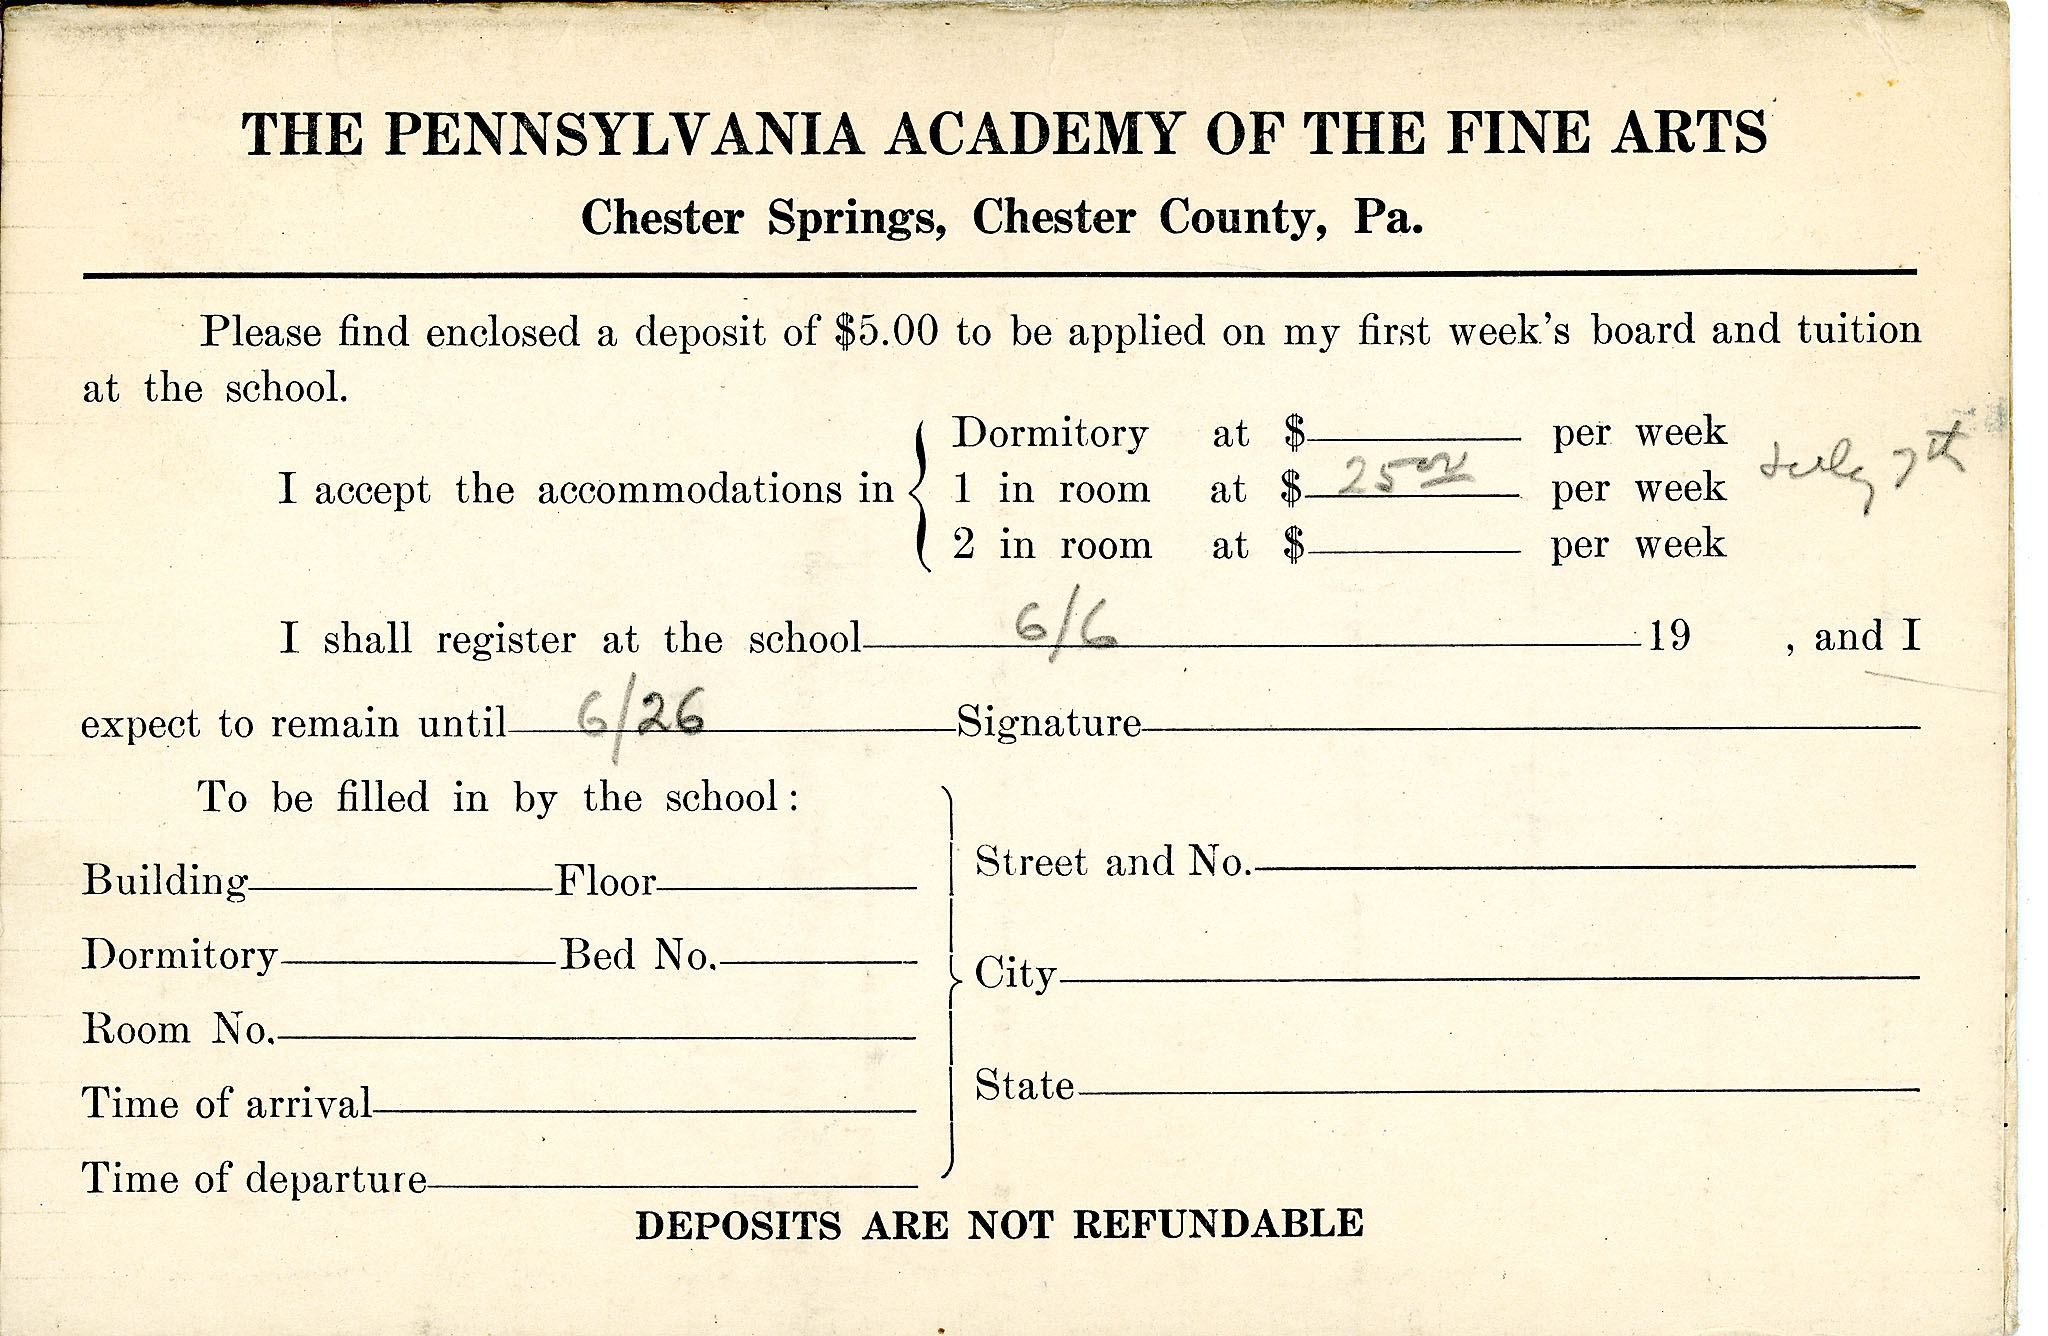 THE PENNSYLVANIA ACADEMY OF THE FINE ARTS
Chester Springs, Chester County, Pa.
Please find enclosed a deposit of $5.00 to be applied on my first week's board and tuition
at the school.
Dormitory at $ per week
I accept the accommodations in 1 in room at $ 25 00 per week July 7th
2 in room at $ per week
I shall register at the school 6/6 19 , and I
expect to remain until 6/26 Signature
To be filled in by the school:
Building Floor
Dormitory Bed No.
Room No.
Time of arrival
Time of departure
Street and No.
City
State
DEPOSITS ARE NOT REFUNDABLE